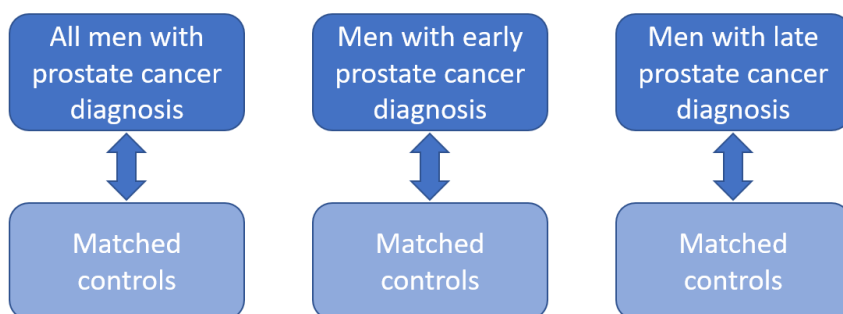 All men with
prostate cancer
diagnosis
Men with early
prostate cancer
diagnosis
Men with late
prostate cancer
diagnosis
Matched
controls
Matched
controls
Matched
controls